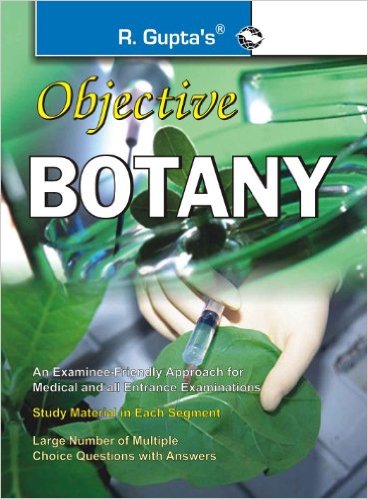 R. Gupta's®
Objective
BOTANY
An Examinee-Friendly Approach for
Medical and all Entrance Examinations
Study Material in Each Segment
Large Number of Multiple
Choice Questions with Answers